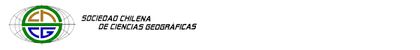 SOCIEDAD CHILENA
DE CIENCIAS GEOGRÁFICAS